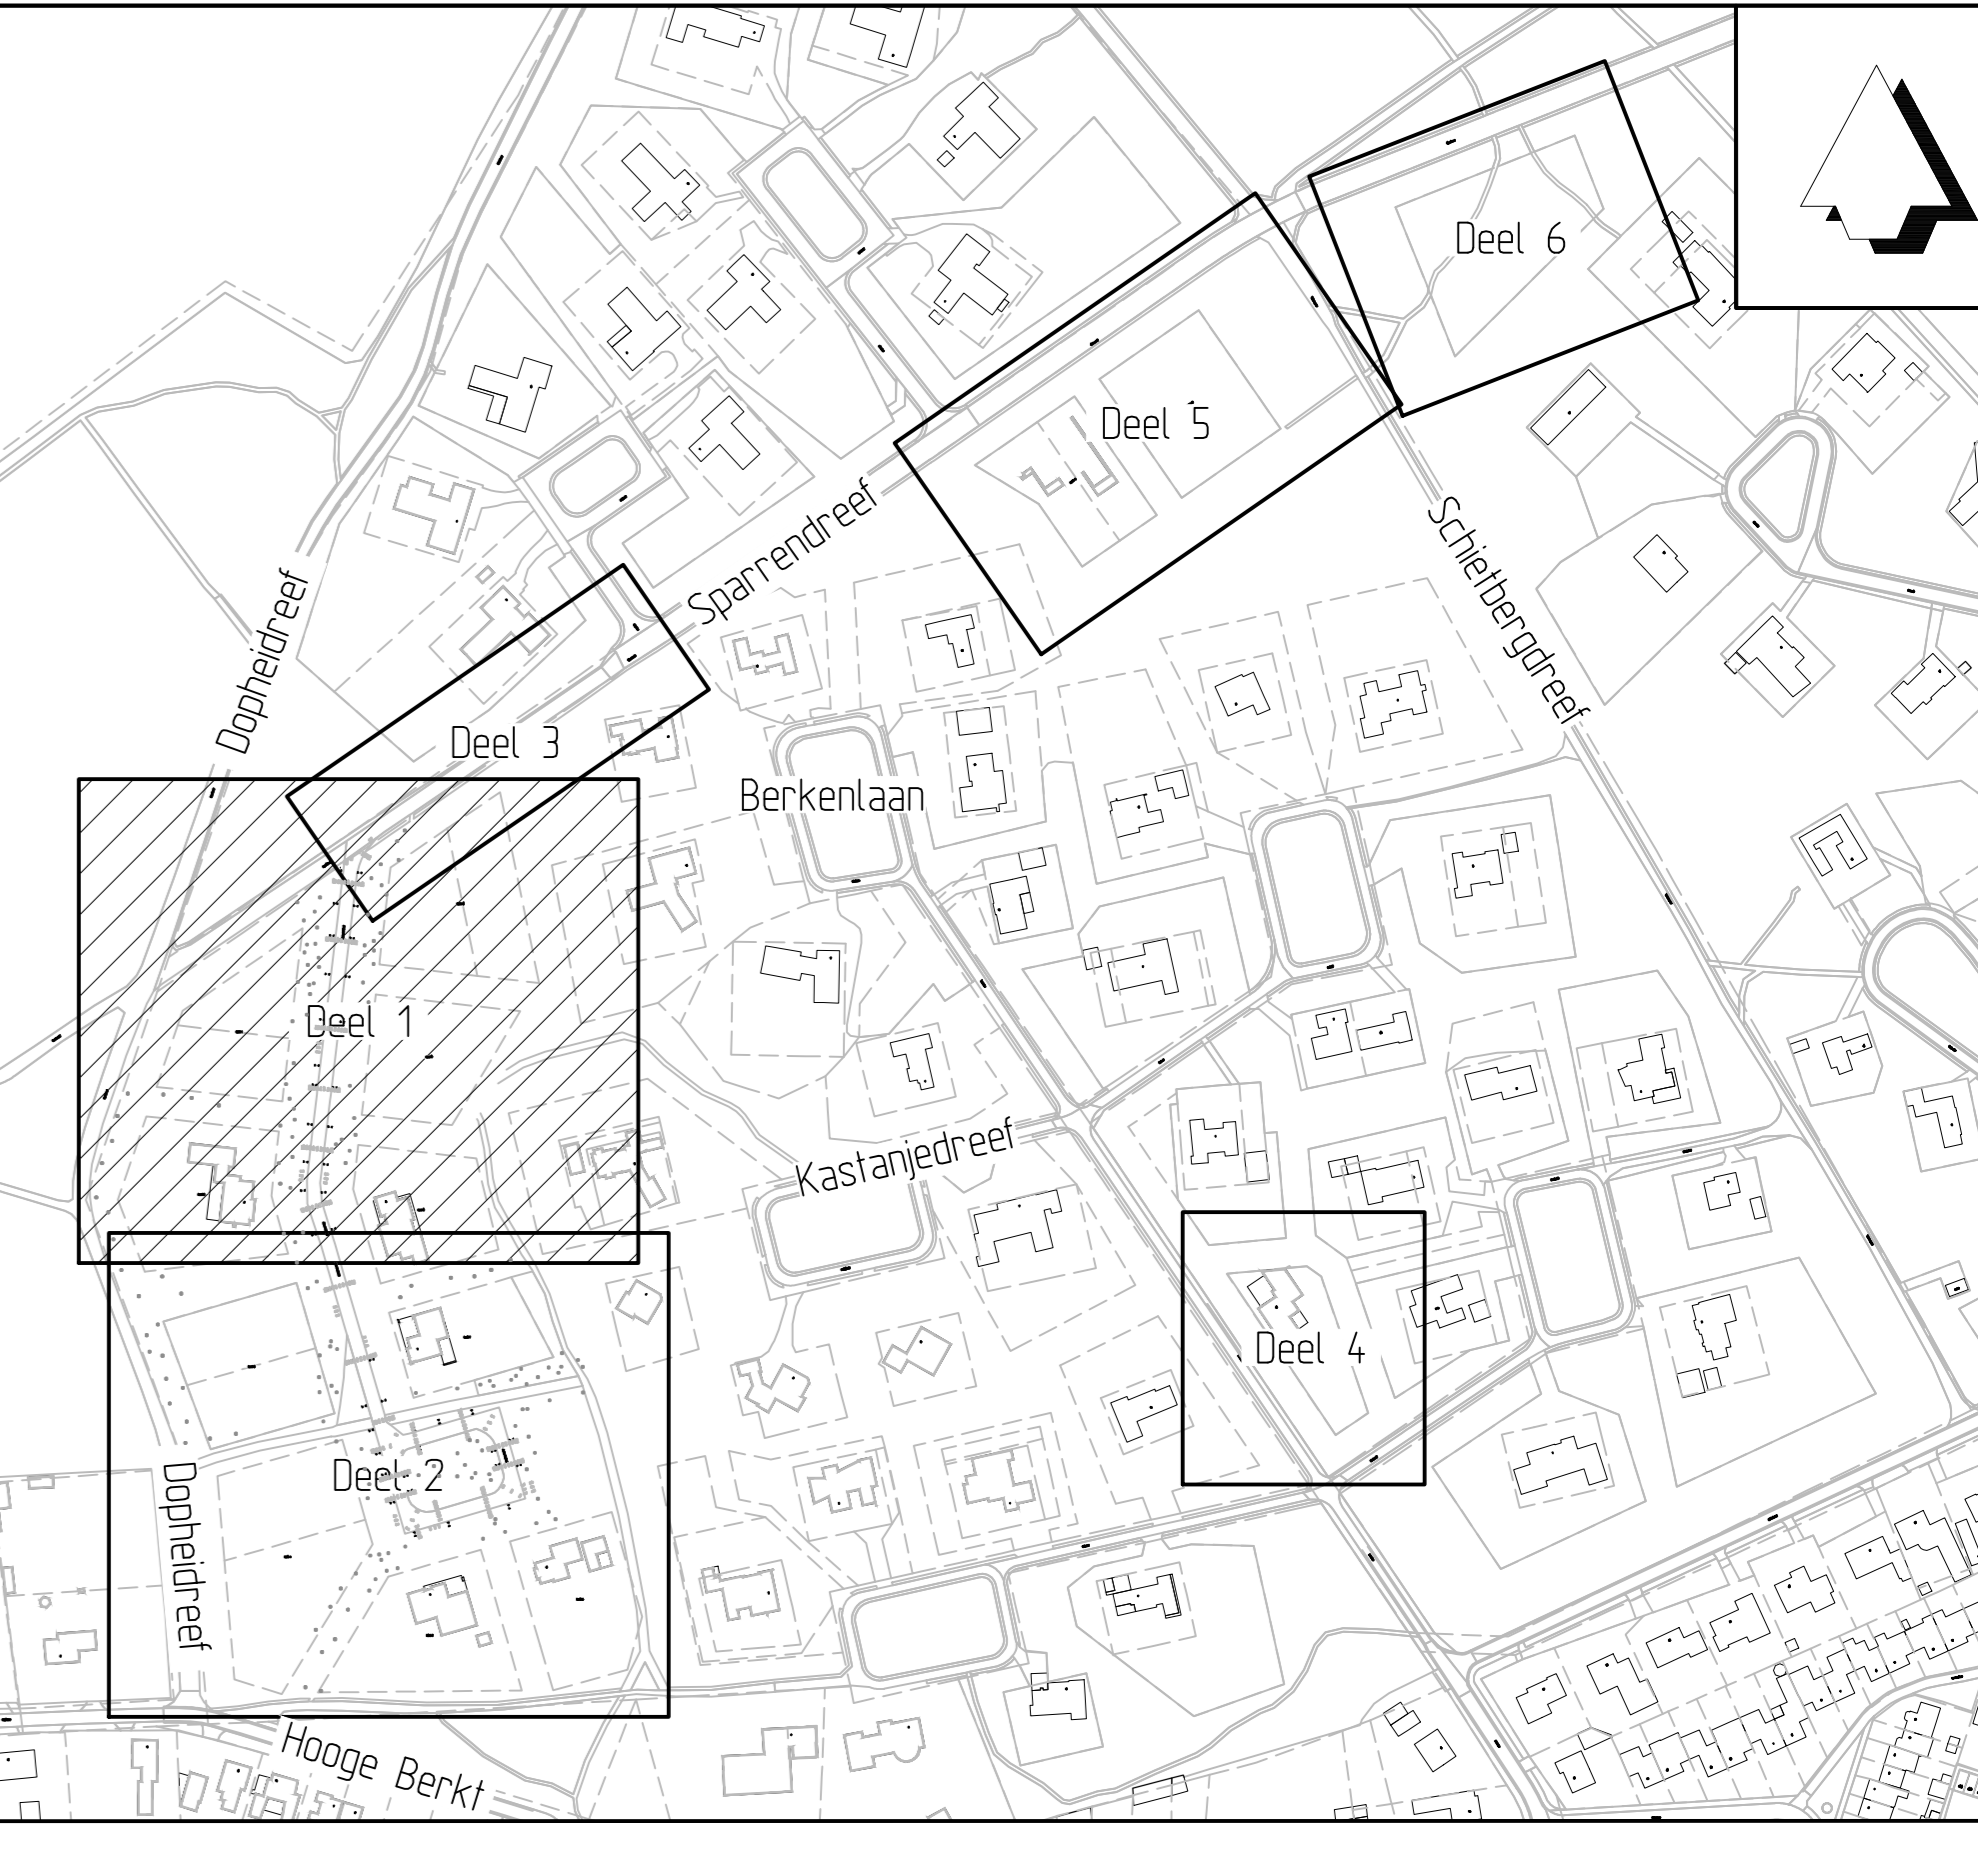 Deel 6
Deel 5
Sparrendreef
Schietbergdreef
Dopheidreef
Deel 3
Berkenlaan
Deel 1
Kastanjedreef
Deel 4
Deel 2
Dopheidreef
Hooge Berkt